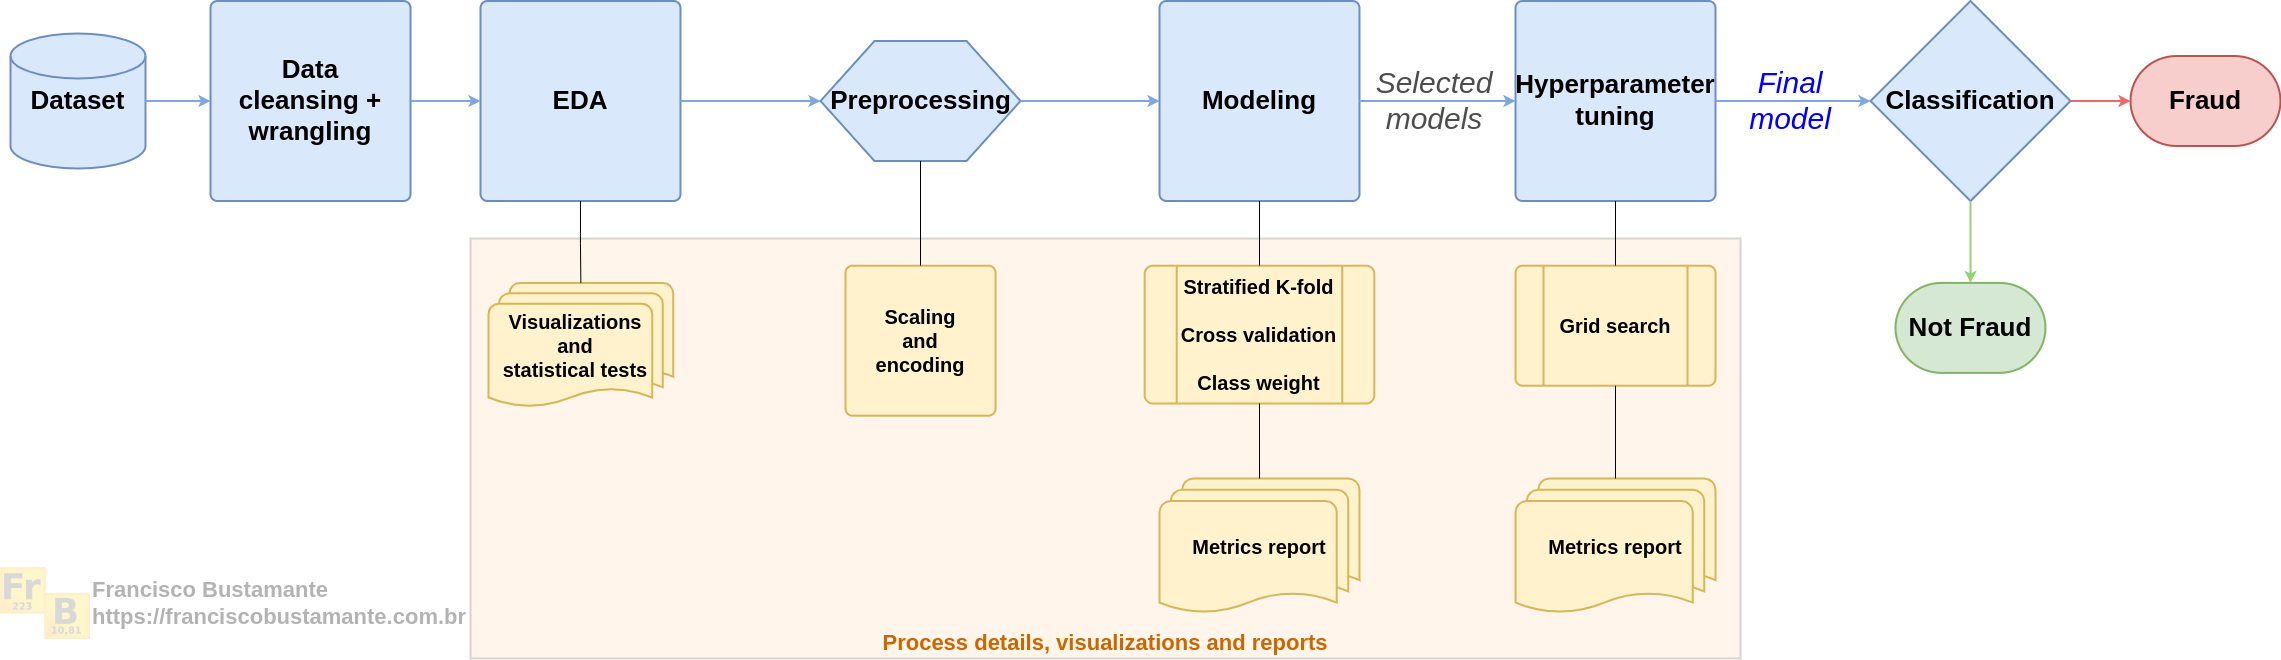 Dataset
Data
cleansing +
wrangling
EDA
Preprocessing
Modeling
Selected
models
Hyperparameter
tuning
Final
model
Classification
Fraud
Not Fraud
Visualizations
and
statistical tests
Scaling
and
encoding
Stratified K-fold
Cross validation
Class weight
Grid search
Metrics report
Metrics report
Process details, visualizations and reports
Fr
223
B
10,81
Francisco Bustamante
https://franciscobustamante.com.br